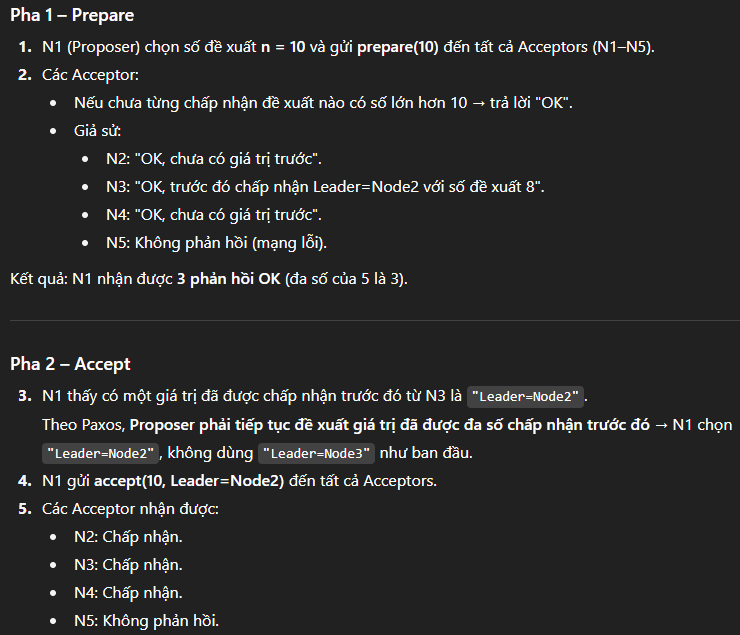 Pha 1 – Prepare
1. N1 (Proposer) chọn số đề xuất n = 10 và gửi prepare(10) đến tất cả Acceptors (N1–N5).
2. Các Acceptor:
• Nếu chưa từng chấp nhận đề xuất nào có số lớn hơn 10 → trả lời "OK".
• Giả sử:
• N2: "OK, chưa có giá trị trước".
• N3: "OK, trước đó chấp nhận Leader=Node2 với số đề xuất 8".
• N4: "OK, chưa có giá trị trước".
• N5: Không phản hồi (mạng lỗi).
Kết quả: N1 nhận được 3 phản hồi OK (đa số của 5 là 3).
Pha 2 – Accept
3. N1 thấy có một giá trị đã được chấp nhận trước đó từ N3 là "Leader=Node2".
Theo Paxos, Proposer phải tiếp tục đề xuất giá trị đã được đa số chấp nhận trước đó → N1 chọn
"Leader=Node2", không dùng "Leader=Node3" như ban đầu.
4. N1 gửi accept(10, Leader=Node2) đến tất cả Acceptors.
5. Các Acceptor nhận được:
• N2: Chấp nhận.
• N3: Chấp nhận.
• N4: Chấp nhận.
• N5: Không phản hồi.